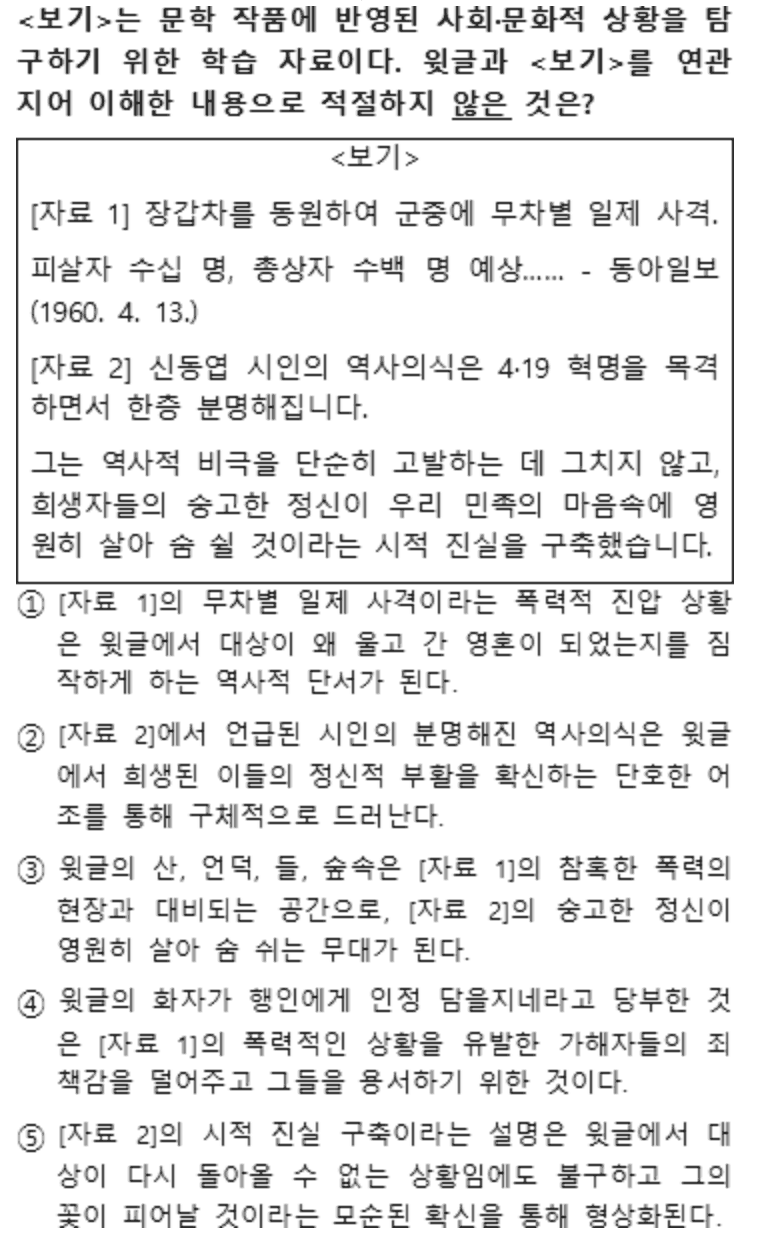 <보기>는 문학 작품에 반영된 사회·문화적 상황을 탐
구하기 위한 학습 자료이다. 윗글과 <보기>를 연관
지어 이해한 내용으로 적절하지 않은 것은?
<보기>
[자료 1] 장갑차를 동원하여 군중에 무차별 일제 사격.
피살자 수십 명, 총상자 수백 명 예상...... - 동아일보
(1960. 4. 13.)
[자료 2] 신동엽 시인의 역사의식은 4·19 혁명을 목격
하면서 한층 분명해집니다.
그는 역사적 비극을 단순히 고발하는 데 그치지 않고,
희생자들의 숭고한 정신이 우리 민족의 마음속에 영
원히 살아 숨 쉴 것이라는 시적 진실을 구축했습니다.
① [자료 1]의 무차별 일제 사격이라는 폭력적 진압 상황
은 윗글에서 대상이 왜 울고 간 영혼이 되었는지를 짐
작하게 하는 역사적 단서가 된다.
② [자료 2]에서 언급된 시인의 분명해진 역사의식은 윗글
에서 희생된 이들의 정신적 부활을 확신하는 단호한 어
조를 통해 구체적으로 드러난다.
③ 윗글의 산, 언덕, 들, 숲속은 [자료 1]의 참혹한 폭력의
현장과 대비되는 공간으로, [자료 2]의 숭고한 정신이
영원히 살아 숨 쉬는 무대가 된다.
④ 윗글의 화자가 행인에게 인정 담을지네라고 당부한 것
은 [자료 1]의 폭력적인 상황을 유발한 가해자들의 죄
책감을 덜어주고 그들을 용서하기 위한 것이다.
⑤ [자료 2]의 시적 진실 구축이라는 설명은 윗글에서 대
상이 다시 돌아올 수 없는 상황임에도 불구하고 그의
꽃이 피어날 것이라는 모순된 확신을 통해 형상화된다.